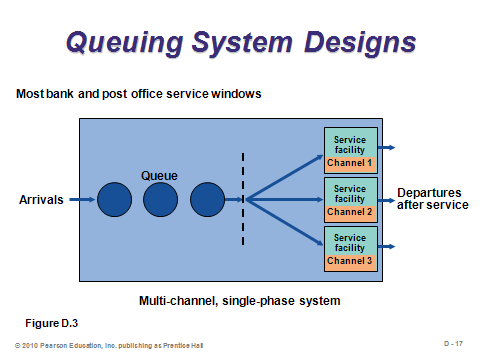 Queuing System Designs
Most bank and post office service windows
Service
facility
Channel 1
Queue
Arrivals
Service
facility
Channel 2
Departures
after service
Service
facility
Channel 3
Multi-channel, single-phase system
Figure D.3
© 2010 Pearson Education, Inc. publishing as Prentice Hall
D - 17